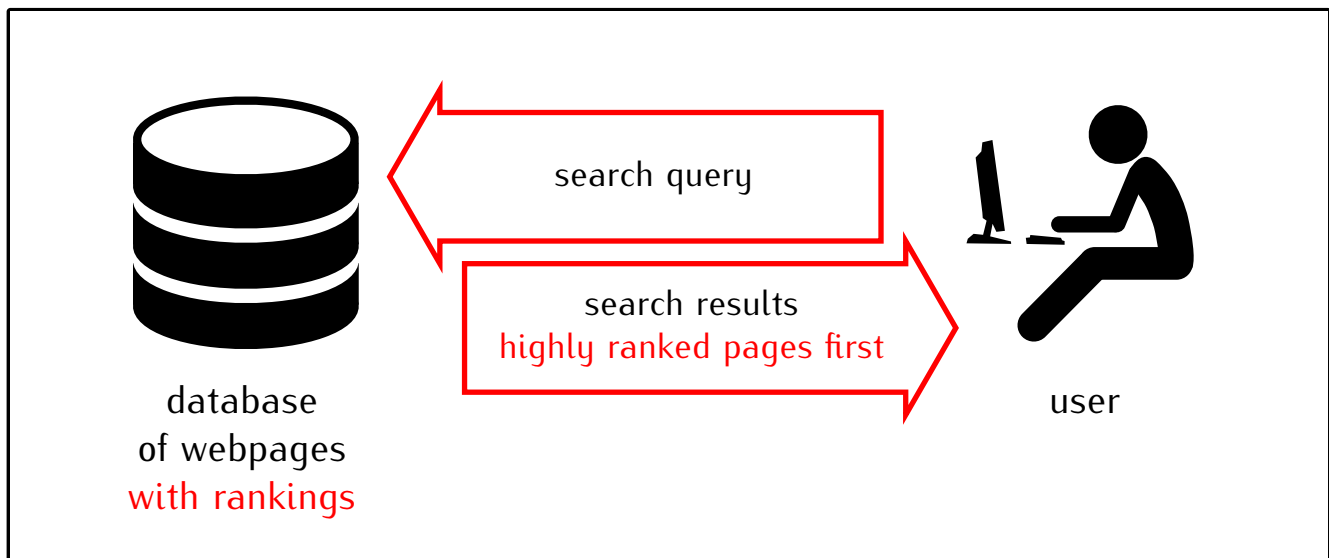 search query
search results
highly ranked pages first
database
of webpages
with rankings
user